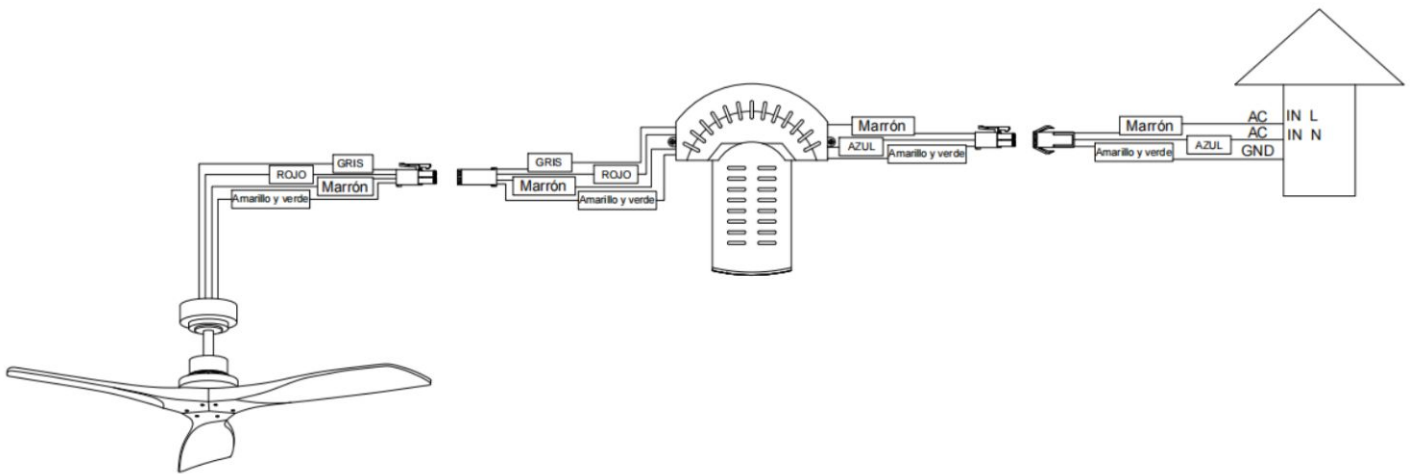 GRIS
ROJO
Marrón
Amarillo y verde
GRIS
ROJO
Marrón
Amarillo y verde
Marrón
AZUL
Amarillo y verde
Marrón
AZUL
Amarillo y verde
AC IN L
AC IN N
GND